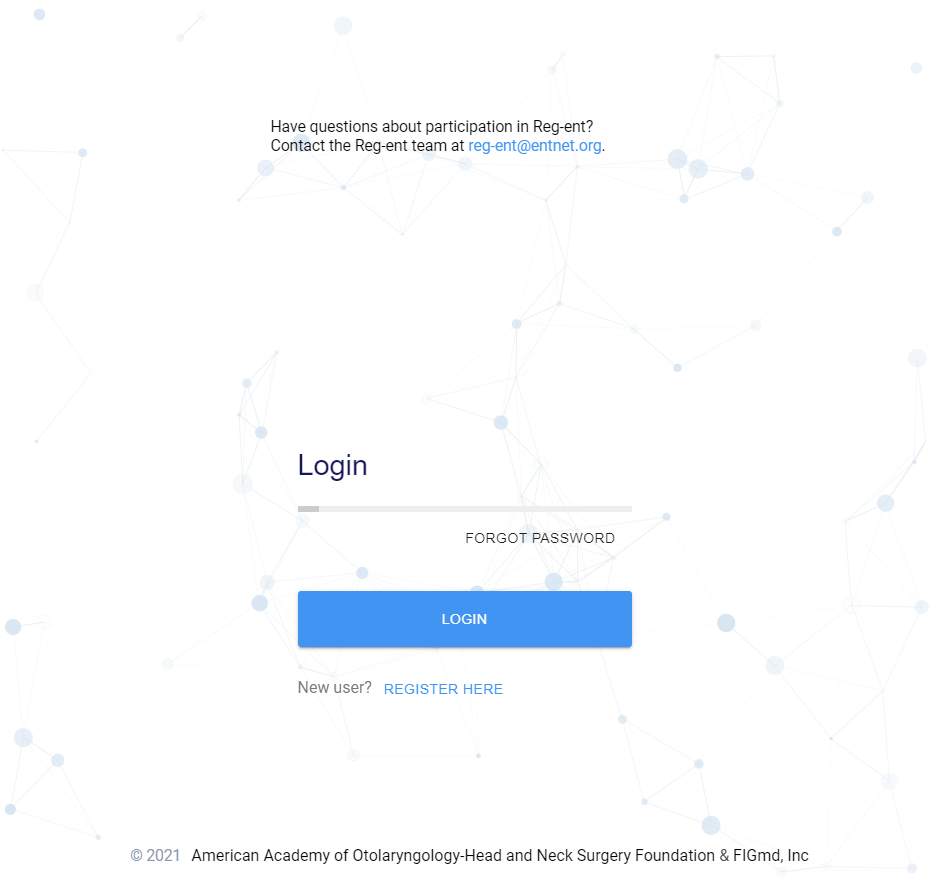 Have questions about participation in Reg-ent?
Contact the Reg-ent team at reg-ent@entnet.org.
Login
FORGOT PASSWORD
LOGIN
New user? REGISTER HERE
© 2021 American Academy of Otolaryngology-Head and Neck Surgery Foundation & FIGmd, Inc